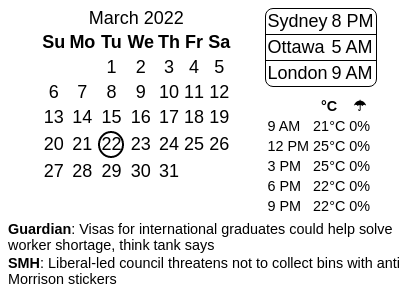 March 2022
Su Mo Tu We Th Fr Sa
1 2 3 4 5
6 7 8 9 10 11 12
13 14 15 16 17 18 19
20 21 22 23 24 25 26
27 28 29 30 31
Sydney 8 PM
Ottawa 5 AM
London 9 AM
°C ☂
9 AM 21°C 0%
12 PM 25°C 0%
3 PM 25°C 0%
6 PM 22°C 0%
9 PM 22°C 0%
Guardian: Visas for international graduates could help solve
worker shortage, think tank says
SMH: Liberal-led council threatens not to collect bins with anti
Morrison stickers